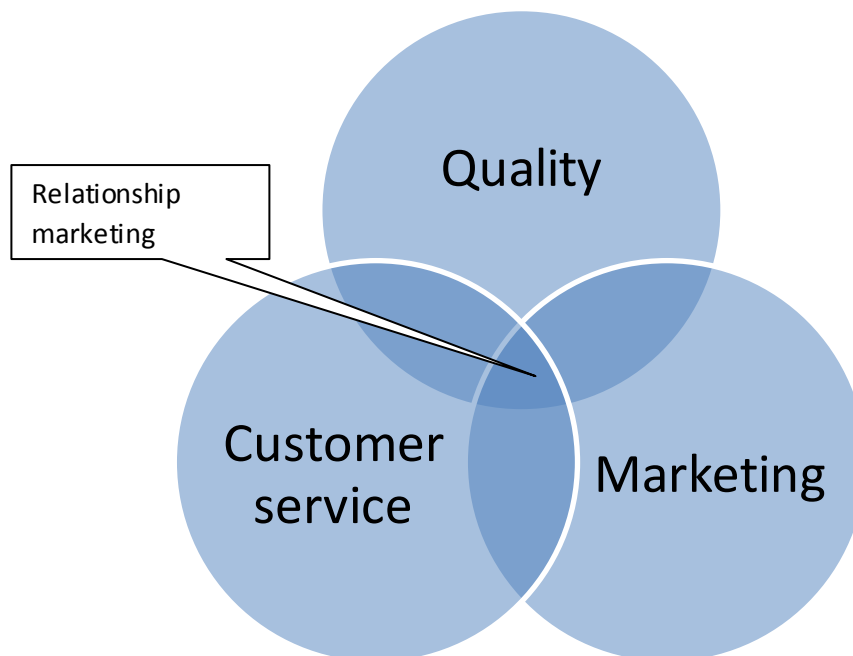 Quality
Relationship
marketing
Customer
service
Marketing